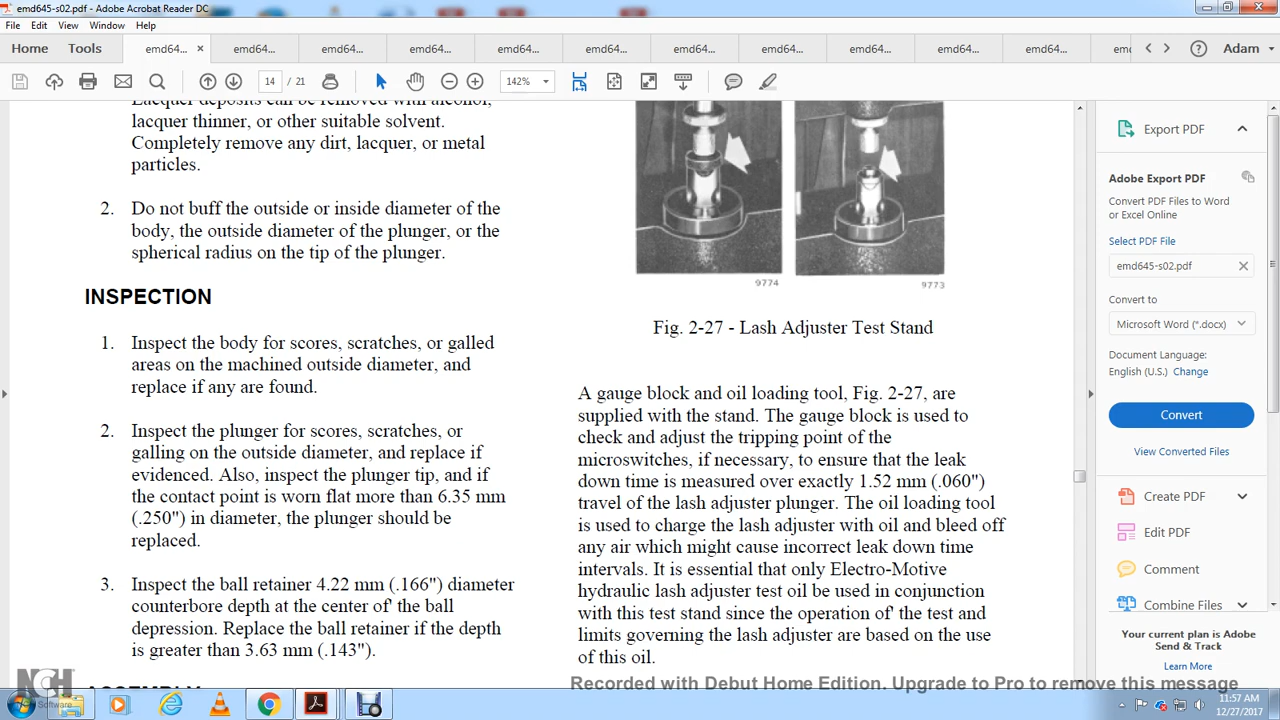 emd645-s02.pdf - Adobe Acrobat Reader DC
File Edit View Window Help
Home Tools emd64... × emd64... emd64... emd64... emd64... emd64... emd64... emd64... emd64... emd64... emd64... Adam
14 / 21 142%
lacquer thinner, or other suitable solvent.
Completely remove any dirt, lacquer, or metal
particles.
2. Do not buff the outside or inside diameter of the
body, the outside diameter of the plunger, or the
spherical radius on the tip of the plunger.
INSPECTION
1. Inspect the body for scores, scratches, or galled
areas on the machined outside diameter, and
replace if any are found.
2. Inspect the plunger for scores, scratches, or
galling on the outside diameter, and replace if
evidenced. Also, inspect the plunger tip, and if
the contact point is worn flat more than 6.35 mm
(.250") in diameter, the plunger should be
replaced.
3. Inspect the ball retainer 4.22 mm (.166") diameter
counterbore depth at the center of' the ball
depression. Replace the ball retainer if the depth
is greater than 3.63 mm (.143").
9774 9773
Fig. 2-27 - Lash Adjuster Test Stand
A gauge block and oil loading tool, Fig. 2-27, are
supplied with the stand. The gauge block is used to
check and adjust the tripping point of the
microswitches, if necessary, to ensure that the leak
down time is measured over exactly 1.52 mm (.060")
travel of the lash adjuster plunger. The oil loading tool
is used to charge the lash adjuster with oil and bleed off
any air which might cause incorrect leak down time
intervals. It is essential that only Electro-Motive
hydraulic lash adjuster test oil be used in conjunction
with this test stand since the operation of' the test and
limits governing the lash adjuster are based on the use
of this oil.
Export PDF
Adobe Export PDF
Convert PDF Files to Word
or Excel Online
Select PDF File
emd645-s02.pdf
Convert to
Microsoft Word (*.docx)
Document Language:
English (U.S.) Change
Convert
View Converted Files
Create PDF
Edit PDF
Comment
Combine Files
Your current plan is Adobe
Send & Track
Learn More
NCH
Software
Recorded with Debut Home Edition. Upgrade to Pro to remove this message
11:57 AM
12/27/2017